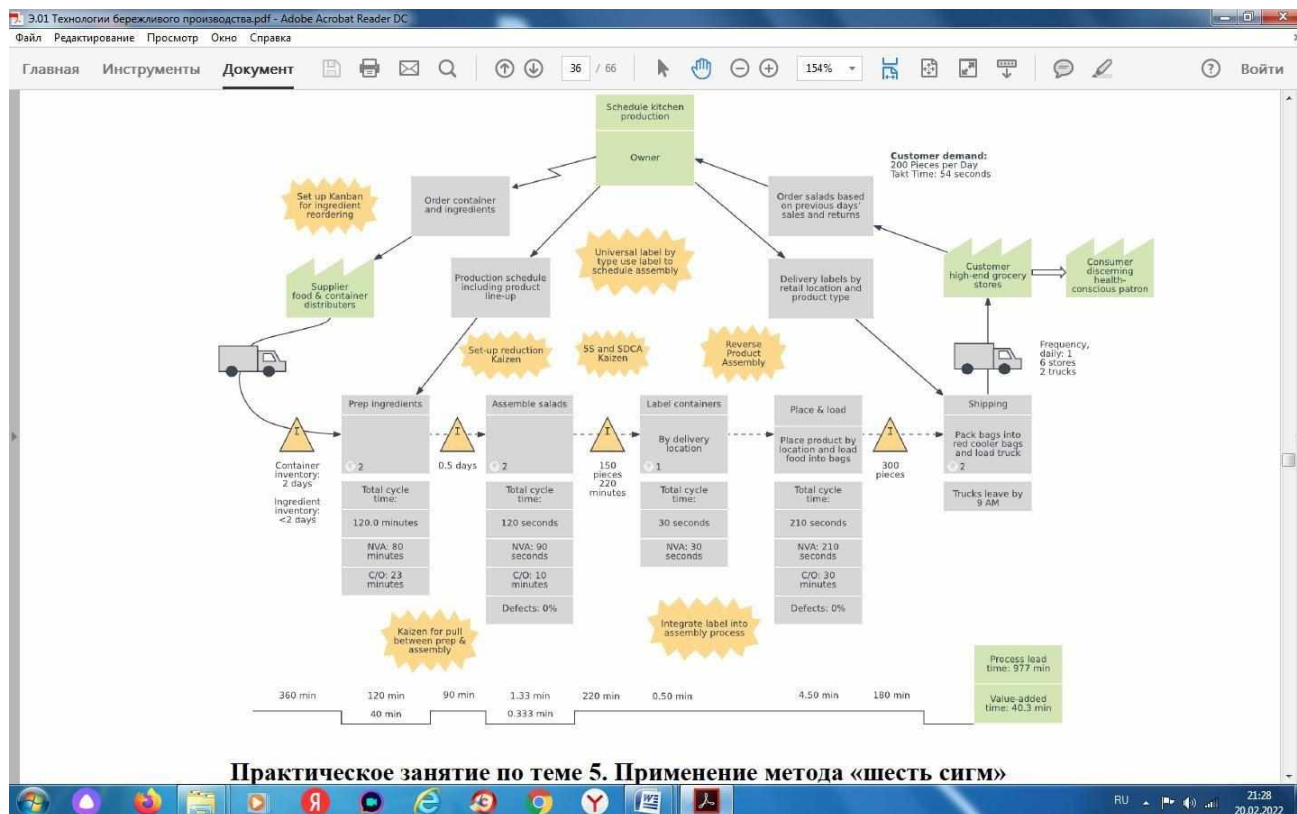 Э.01 Технологии бережливого производства.pdf - Adobe Acrobat Reader DC
Файл Редактирование Просмотр Окно Справка
Главная Инструменты Документ 36 / 66 154% Войти
Schedule kitchen
production
Owner
Customer demand:
200 Pieces per Day
Takt Time: 54 seconds
Set up Kanban
for ingredient
reordering
Order container
and ingredients
Order salads based
on previous days'
sales and returns
Universal label by
type use label to
schedule assembly
Supplier
food & container
distributers
Production schedule
including product
line-up
Delivery labels by
retail location and
product type
Customer
high-end grocery
stores
Consumer
discerning
health-
conscious patron
Set-up reduction
Kaizen
5S and SDCA
Kaizen
Reverse
Product
Assembly
Frequency,
daily: 1
6 stores
2 trucks
I
Container
inventory:
2 days
Ingredient
inventory:
<2 days
Prep ingredients
2
Total cycle
time:
120.0 minutes
NVA: 80
minutes
C/O: 23
minutes
I
0.5 days
Assemble salads
2
Total cycle
time:
120 seconds
NVA: 90
seconds
C/O: 10
minutes
Defects: 0%
I
150
pieces
220
minutes
Label containers
By delivery
location
1
Total cycle
time:
30 seconds
NVA: 30
seconds
Place & load
Place product by
location and load
food into bags
Total cycle
time:
210 seconds
NVA: 210
seconds
C/O: 30
minutes
Defects: 0%
I
300
pieces
Shipping
Pack bags into
red cooler bags
and load truck
2
Trucks leave by
9 AM
Kaizen for pull
between prep &
assembly
Integrate label into
assembly process
Process lead
time: 977 min
Value-added
time: 40.3 min
360 min 120 min 90 min 1.33 min 220 min 0.50 min 4.50 min 180 min
40 min 0.333 min
Практическое занятие по теме 5. Применение метода «шесть сигм»
RU 21:28
20.02.2022